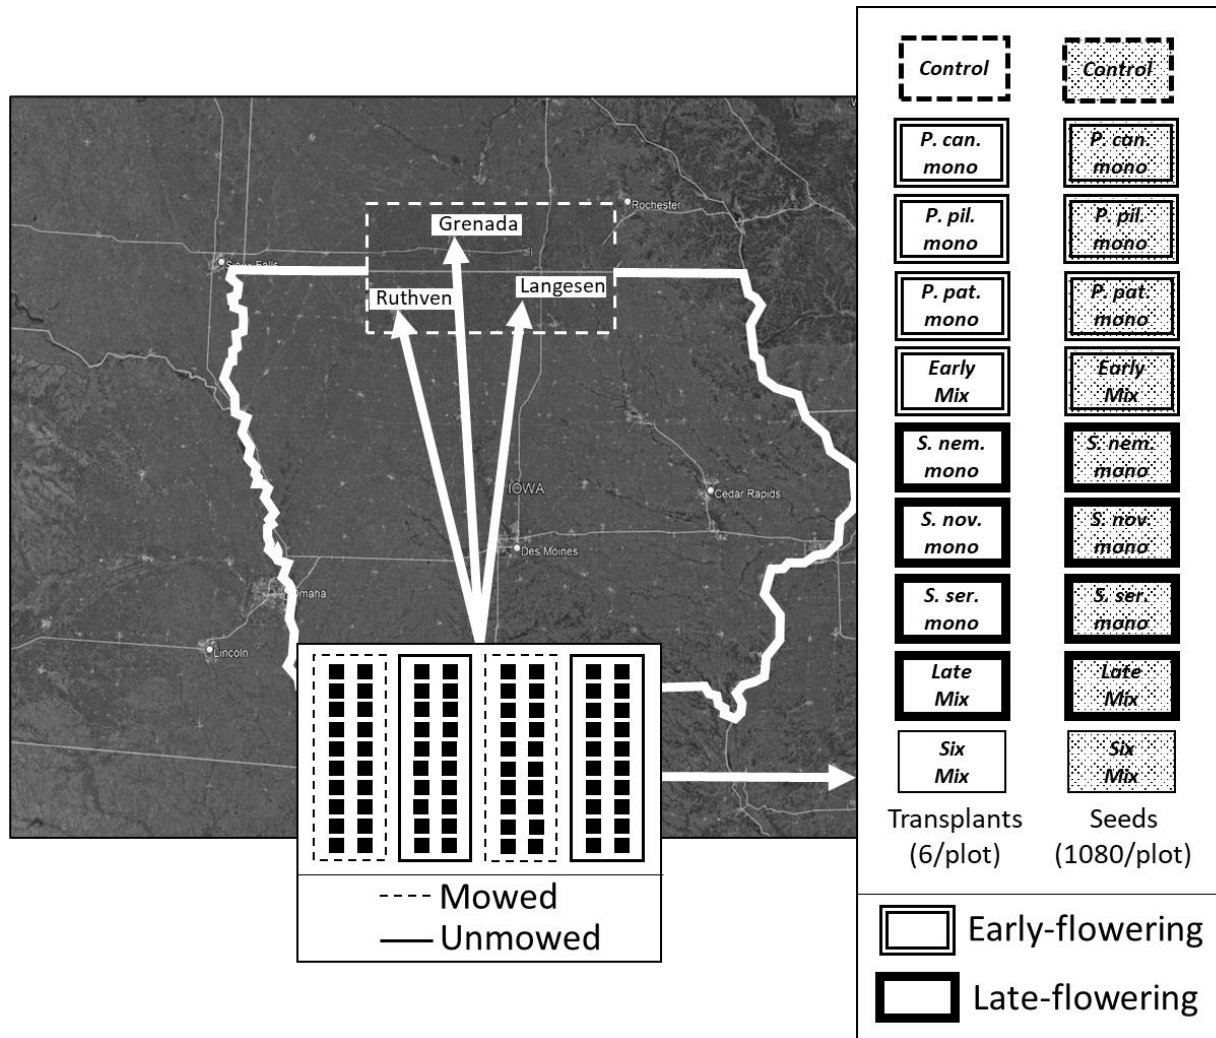 Rochester
Grenada
Sioux Falls
Ruthven
Langesen
IOWA
Cedar Rapids
Des Moines
Omaha
Lincoln
Mowed
Unmowed
Control
Control
P. can.
mono
P. can.
mono
P. pil.
mono
P. pil.
mono
P. pat.
mono
P. pat.
mono
Early
Mix
Early
Mix
S. nem.
mono
S. nem.
mono
S. nov.
mono
S. nov.
mono
S. ser.
mono
S. ser.
mono
Late
Mix
Late
Mix
Six
Mix
Six
Mix
Transplants
(6/plot)
Seeds
(1080/plot)
Early-flowering
Late-flowering